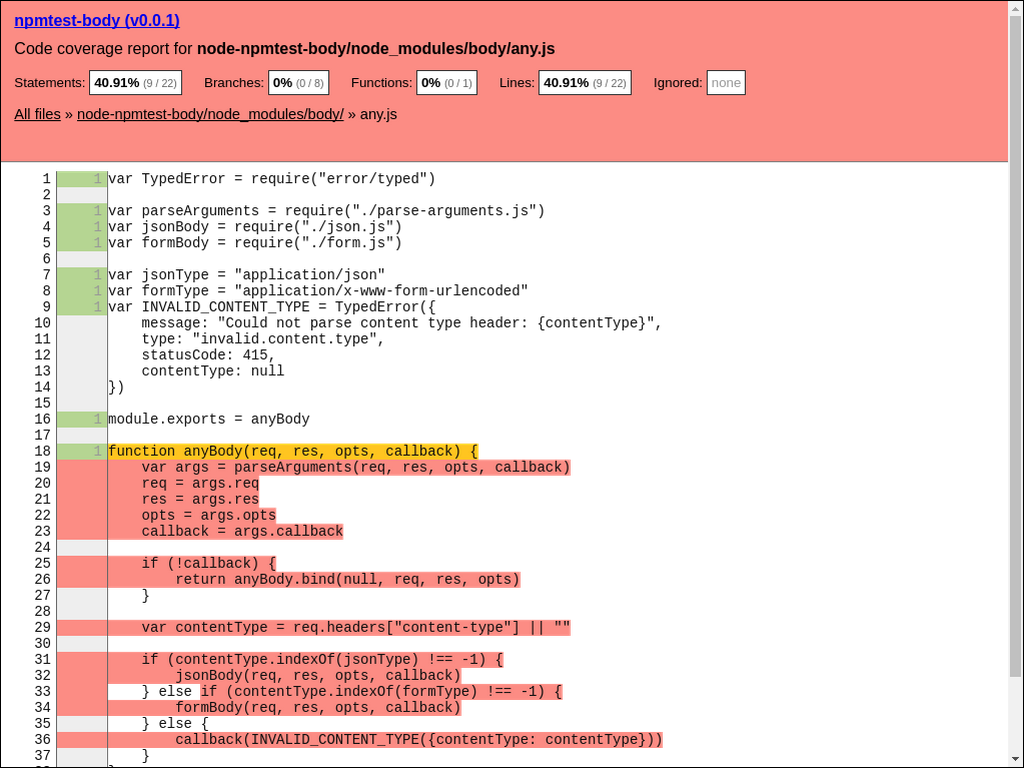 npmtest-body (v0.0.1)
Code coverage report for node-npmtest-body/node_modules/body/any.js
Statements: 40.91% (9 / 22) Branches: 0% (0 / 8) Functions: 0% (0 / 1) Lines: 40.91% (9 / 22) Ignored: none
All files » node-npmtest-body/node_modules/body/ » any.js
1 1 var TypedError = require("error/typed")
2
3 1 var parseArguments = require("./parse-arguments.js")
4 1 var jsonBody = require("./json.js")
5 1 var formBody = require("./form.js")
6
7 1 var jsonType = "application/json"
8 1 var formType = "application/x-www-form-urlencoded"
9 1 var INVALID_CONTENT_TYPE = TypedError({
10     message: "Could not parse content type header: {contentType}",
11     type: "invalid.content.type",
12     statusCode: 415,
13     contentType: null
14 })
15
16 1 module.exports = anyBody
17
18 1 function anyBody(req, res, opts, callback) {
19     var args = parseArguments(req, res, opts, callback)
20     req = args.req
21     res = args.res
22     opts = args.opts
23     callback = args.callback
24
25     if (!callback) {
26         return anyBody.bind(null, req, res, opts)
27     }
28
29     var contentType = req.headers["content-type"] || ""
30
31     if (contentType.indexOf(jsonType) !== -1) {
32         jsonBody(req, res, opts, callback)
33     } else if (contentType.indexOf(formType) !== -1) {
34         formBody(req, res, opts, callback)
35     } else {
36         callback(INVALID_CONTENT_TYPE({contentType: contentType}))
37     }